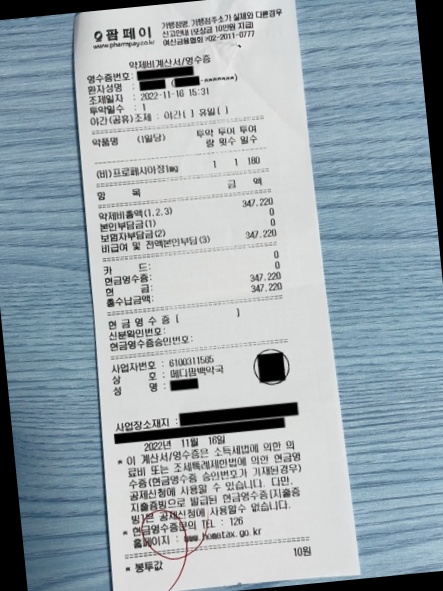 팜페이
www.pharmpay.co.kr
가맹점명, 가맹점주소가 실제와 다른경우
신고안내 (포상금 10만원 지급)
여신금융협회 ☎02-2011-0777
약제비계산서/영수증
영수증번호:
환자성명 : ( -*******)
조제일자 : 2022-11-16 15:31
투약일수 : 1
야간(공휴)조제 : 야간[ ] 휴일[ ]
약품명 (1일당) 투약 투여 투여
량 횟수 일수
(비)프로페시아정1mg 1 1 180
항 목 금 액
약제비총액(1,2,3) 347,220
본인부담금(1) 0
보험자부담금(2) 0
비급여 및 전액본인부담(3) 347,220
카 드: 0
현금영수증: 0
현 금: 347,220
총수납금액: 347,220
현 금 영 수 증 [ ]
신분확인번호:
현금영수증승인번호:
사업자번호 : 6100311565
상 호 : 메디팜백약국
성 명 :
사업장소재지 :
2022년 11월 16일
* 이 계산서/영수증은 소득세법에 의한 의
료비 또는 조세특례제한법에 의한 현금영
수증(현금영수증 승인번호가 기재된경우)
공제신청에 사용할 수 있습니다. 다만,
지출증빙으로 발급된 현금영수증(지출증
빙)은 공제신청에 사용할수 없습니다.
* 현금영수증문의 TEL : 126
홈페이지 : www.hometax.go.kr
* 봉투값 10원